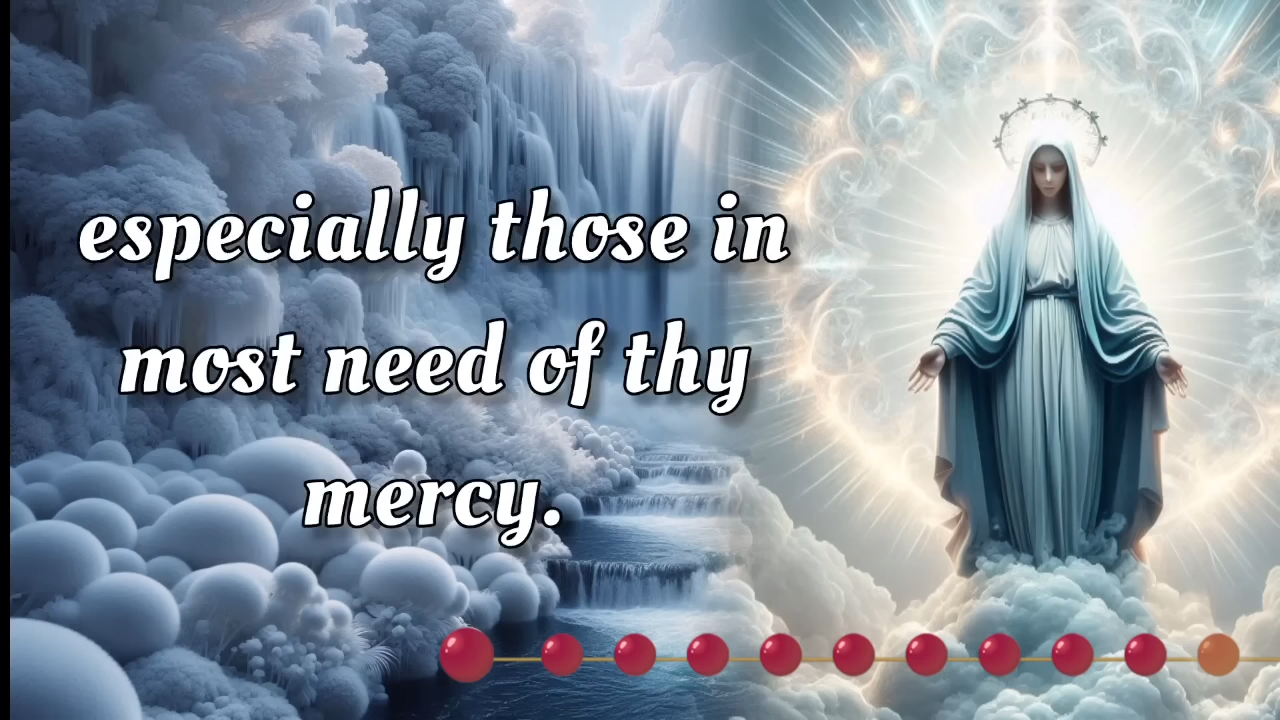 especially those in
most need of thy
mercy.